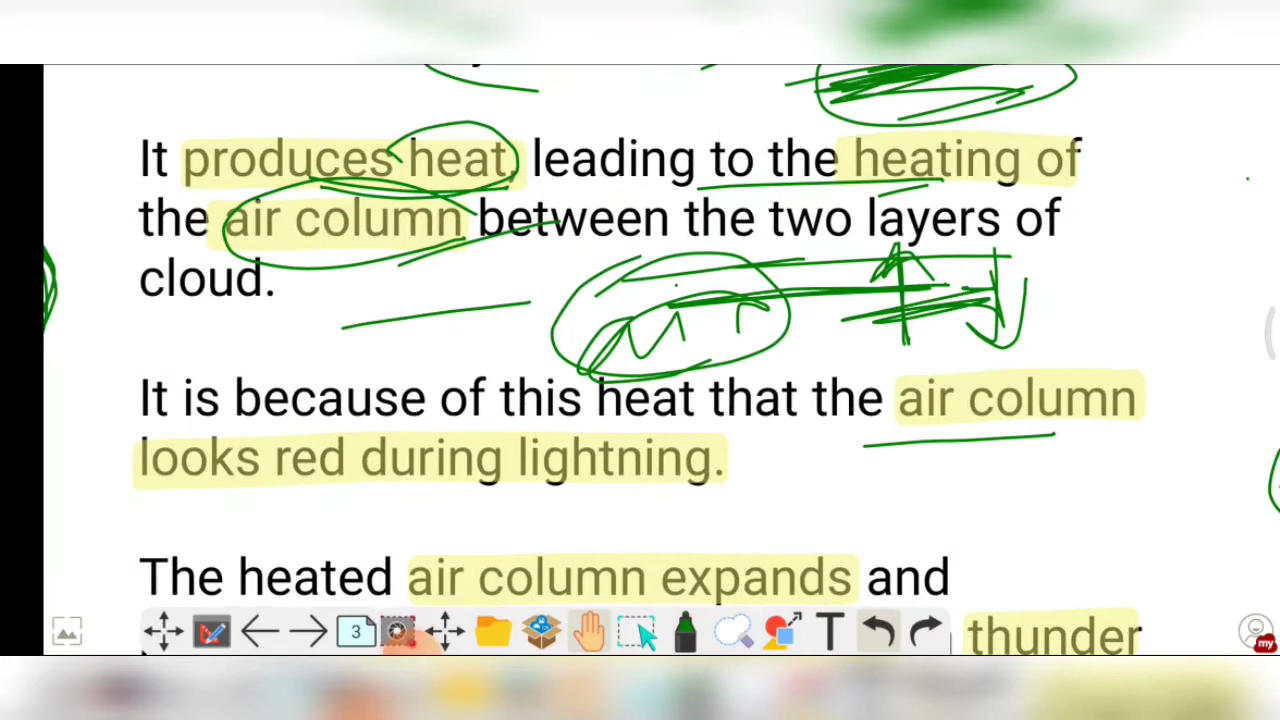 It produces heat, leading to the heating of
the air column between the two layers of
cloud.
It is because of this heat that the air column
looks red during lightning.
The heated air column expands and
thunder
3
T
my